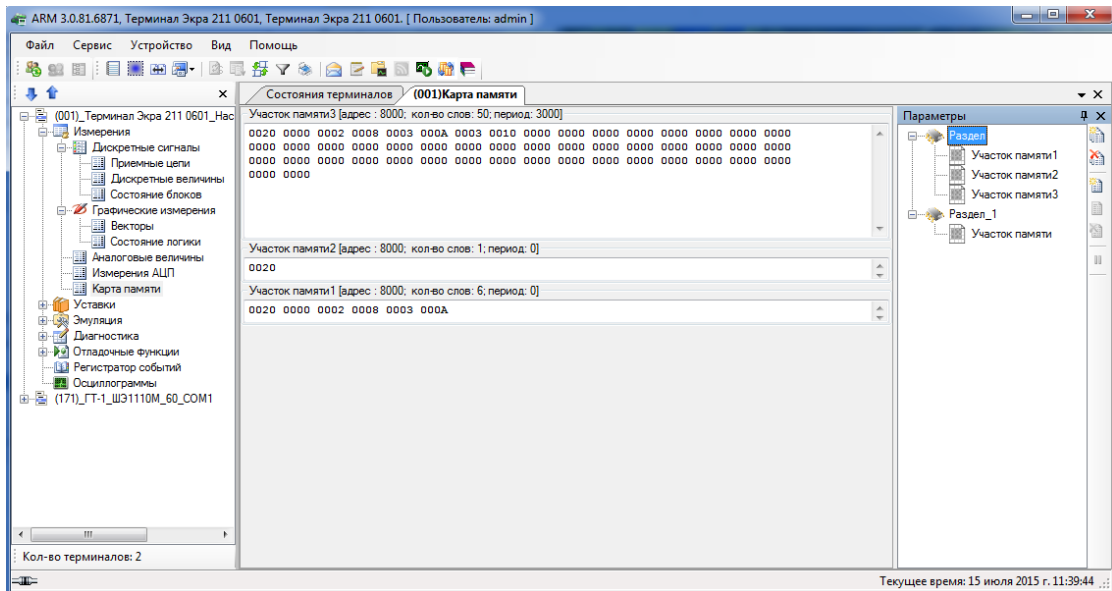 ARM 3.0.81.6871, Терминал Экра 211 0601, Терминал Экра 211 0601. [ Пользователь: admin ]
Файл Сервис Устройство Вид Помощь
(001)_Терминал Экра 211 0601_Нас
Измерения
Дискретные сигналы
Приемные цепи
Дискретные величины
Состояние блоков
Графические измерения
Векторы
Состояние логики
Аналоговые величины
Измерения АЦП
Карта памяти
Уставки
Эмуляция
Диагностика
Отладочные функции
Регистратор событий
Осциллограммы
(171)_ГТ-1_ШЭ1110М_60_COM1
Кол-во терминалов: 2
Состояния терминалов (001)Карта памяти
Участок памяти3 [адрес : 8000; кол-во слов: 50; период: 3000]
0020 0000 0002 0008 0003 000A 0003 0010 0000 0000 0000 0000 0000 0000 0000 0000
0000 0000 0000 0000 0000 0000 0000 0000 0000 0000 0000 0000 0000 0000 0000 0000
0000 0000 0000 0000 0000 0000 0000 0000 0000 0000 0000 0000 0000 0000 0000 0000
0000 0000
Участок памяти2 [адрес : 8000; кол-во слов: 1; период: 0]
0020
Участок памяти1 [адрес : 8000; кол-во слов: 6; период: 0]
0020 0000 0002 0008 0003 000A
Параметры
Раздел
Участок памяти1
Участок памяти2
Участок памяти3
Раздел_1
Участок памяти
Текущее время: 15 июля 2015 г. 11:39:44